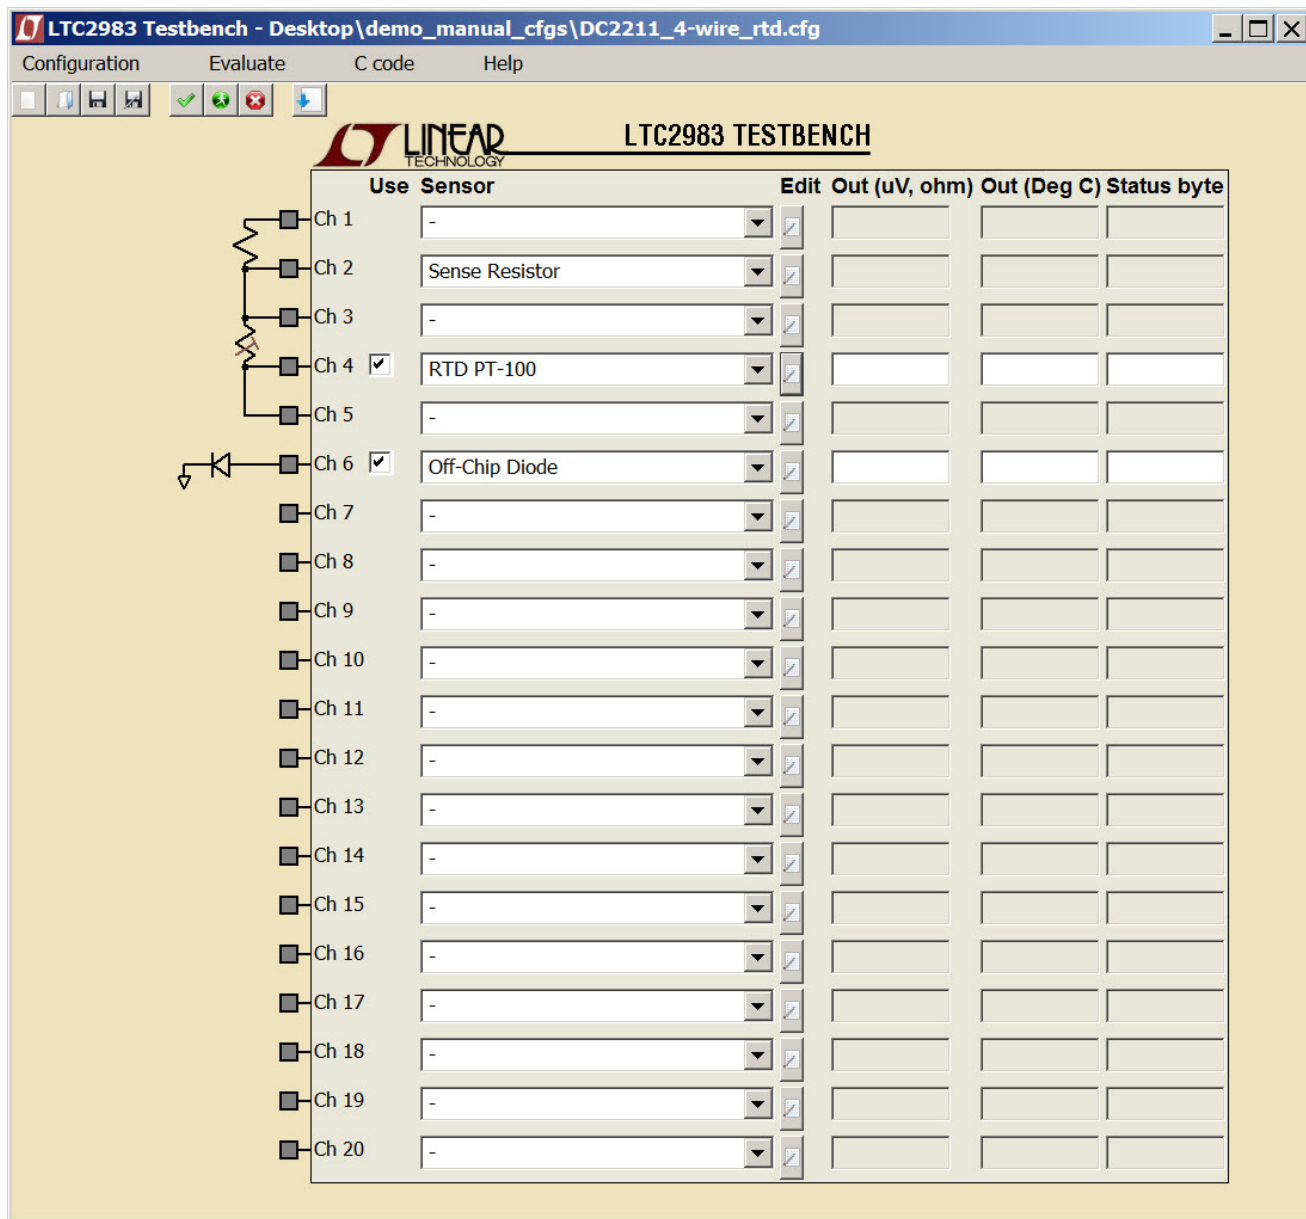 LTC2983 Testbench - Desktop\demo_manual_cfgs\DC2211_4-wire_rtd.cfg
Configuration Evaluate C code Help
LINEAR TECHNOLOGY
LTC2983 TESTBENCH
Use Sensor Edit Out (uV, ohm) Out (Deg C) Status byte
Ch 1 -
Ch 2 Sense Resistor
Ch 3 -
Ch 4 RTD PT-100
Ch 5 -
Ch 6 Off-Chip Diode
Ch 7 -
Ch 8 -
Ch 9 -
Ch 10 -
Ch 11 -
Ch 12 -
Ch 13 -
Ch 14 -
Ch 15 -
Ch 16 -
Ch 17 -
Ch 18 -
Ch 19 -
Ch 20 -